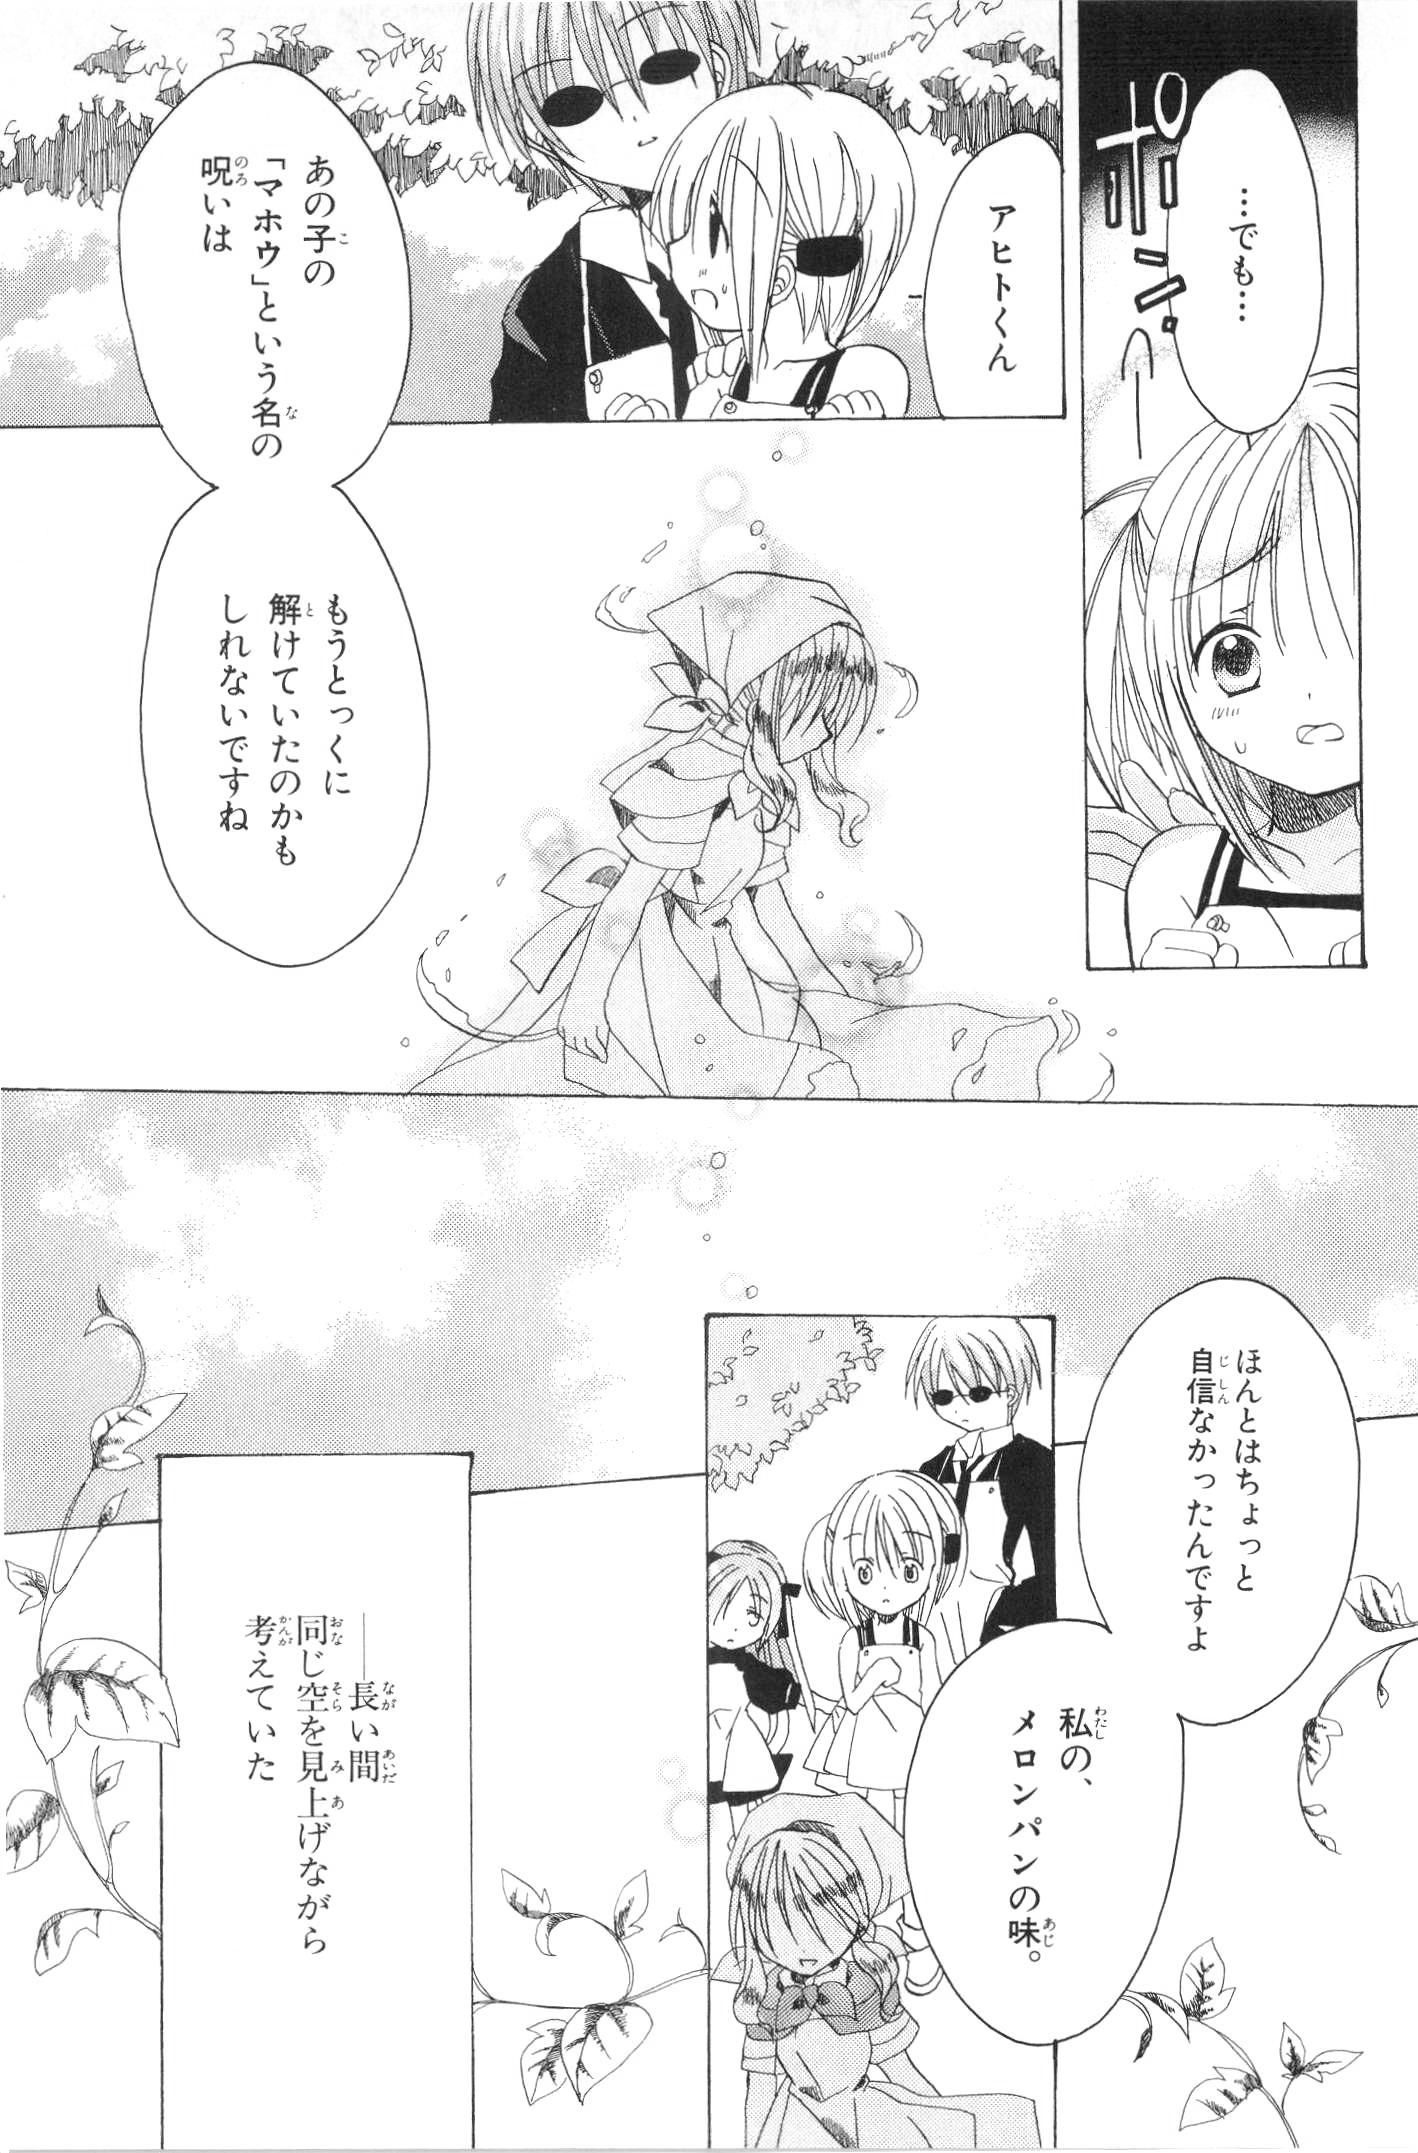 …でも…
ポンッ
アヒトくん
あの子の
「マホウ」という名の
呪いは
もうとっくに
解けていたのかも
しれないですね
ほんとはちょっと
自信なかったんですよ
私の、
メロンパンの味。
――長い間
同じ空を見上げながら
考えていた